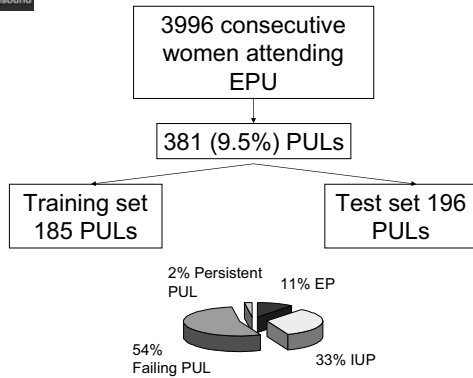 3996 consecutive
women attending
EPU
381 (9.5%) PULs
Training set
185 PULs
Test set 196
PULs
2% Persistent
PUL
11% EP
54%
Failing PUL
33% IUP